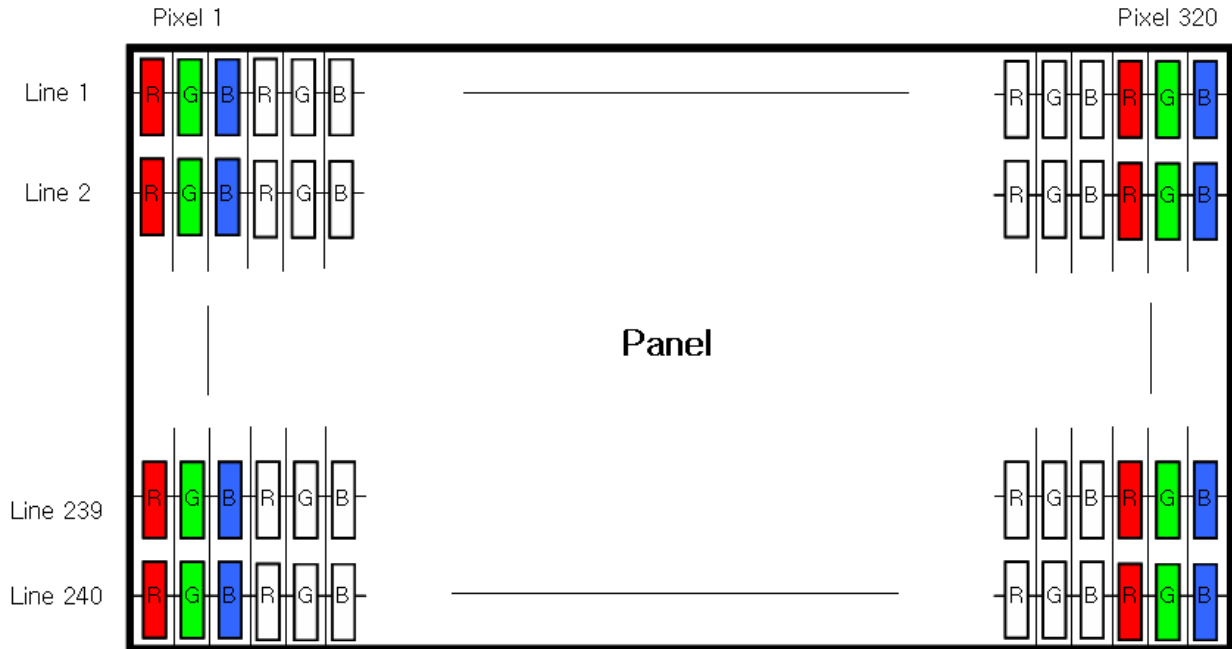 Pixel 1 Pixel 320
Line 1 R G B R G B R G B R G B
Line 2 R G B R G B R G B R G B
Panel
Line 239 R G B R G B R G B R G B
Line 240 R G B R G B R G B R G B